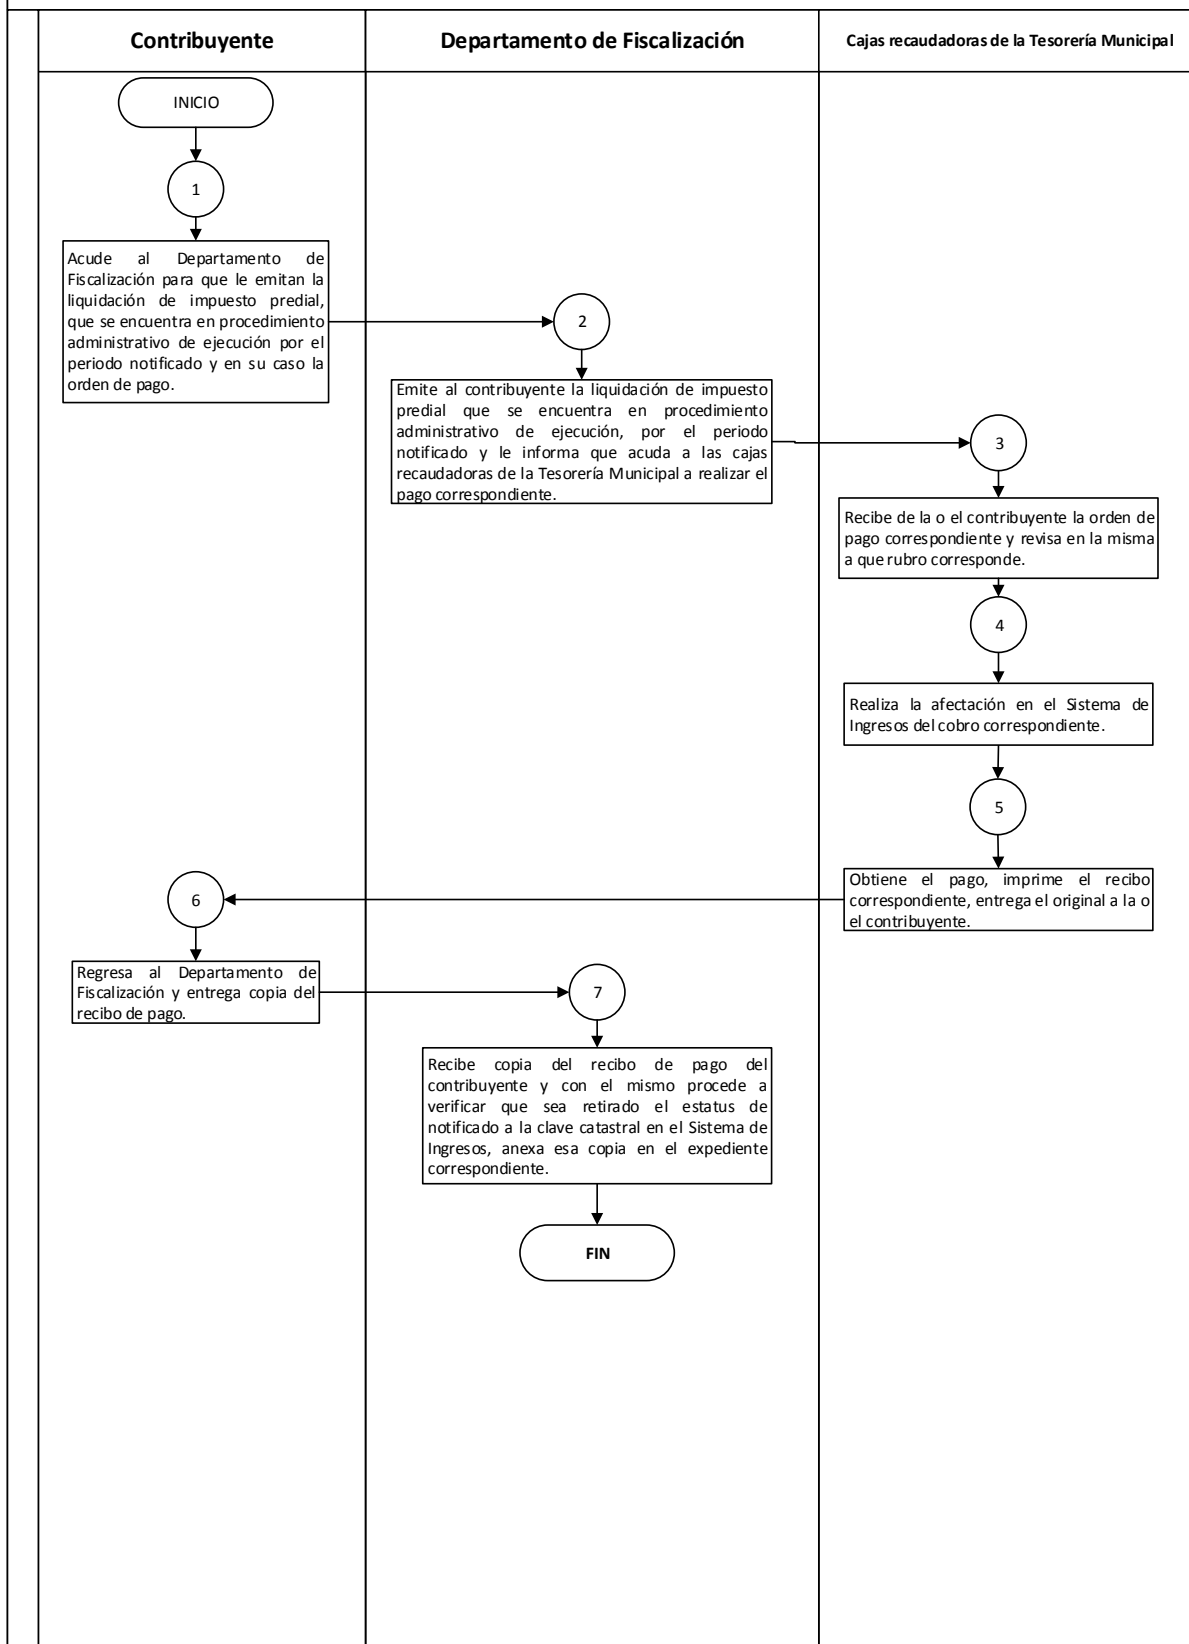 Contribuyente
Departamento de Fiscalización
Cajas recaudadoras de la Tesorería Municipal
INICIO
1
Acude al Departamento de
Fiscalización para que le emitan la
liquidación de impuesto predial,
que se encuentra en procedimiento
administrativo de ejecución por el
periodo notificado y en su caso la
orden de pago.
2
Emite al contribuyente la liquidación de impuesto
predial que se encuentra en procedimiento
administrativo de ejecución, por el periodo
notificado y le informa que acuda a las cajas
recaudadoras de la Tesorería Municipal a realizar el
pago correspondiente.
3
Recibe de la o el contribuyente la orden de
pago correspondiente y revisa en la misma
a que rubro corresponde.
4
Realiza la afectación en el Sistema de
Ingresos del cobro correspondiente.
5
Obtiene el pago, imprime el recibo
correspondiente, entrega el original a la o
el contribuyente.
6
Regresa al Departamento de
Fiscalización y entrega copia del
recibo de pago.
7
Recibe copia del recibo de pago del
contribuyente y con el mismo procede a
verificar que sea retirado el estatus de
notificado a la clave catastral en el Sistema de
Ingresos, anexa esa copia en el expediente
correspondiente.
FIN